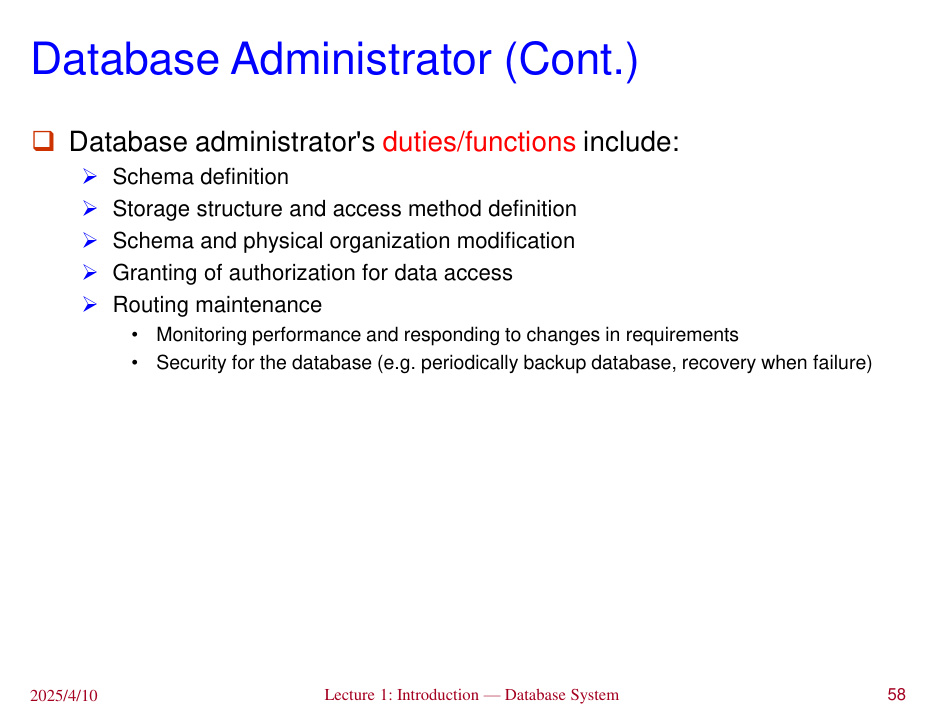 Database Administrator (Cont.)
Database administrator's duties/functions include:
Schema definition
Storage structure and access method definition
Schema and physical organization modification
Granting of authorization for data access
Routing maintenance
• Monitoring performance and responding to changes in requirements
• Security for the database (e.g. periodically backup database, recovery when failure)
2025/4/10
Lecture 1: Introduction — Database System
58